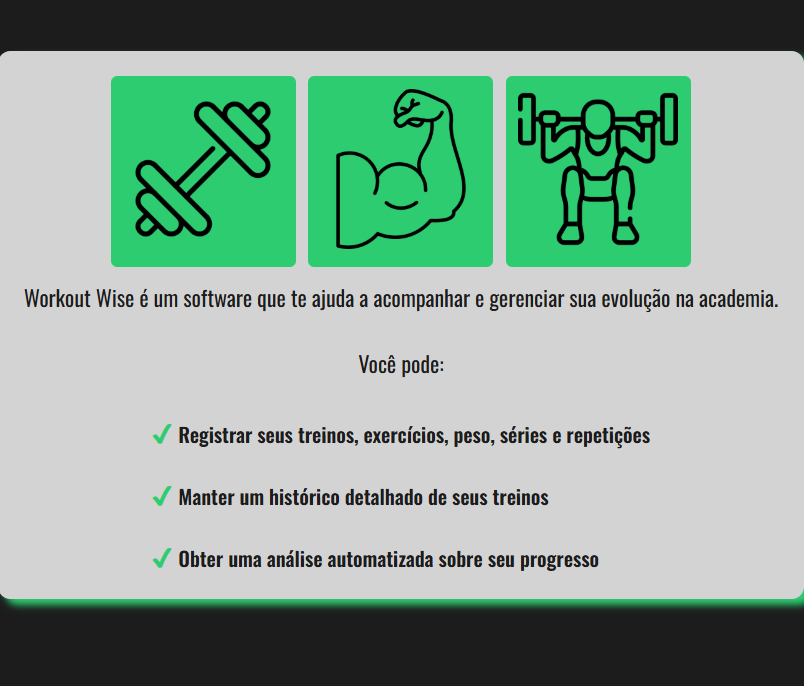 Workout Wise é um software que te ajuda a acompanhar e gerenciar sua evolução na academia.
Você pode:
Registrar seus treinos, exercícios, peso, séries e repetições
Manter um histórico detalhado de seus treinos
Obter uma análise automatizada sobre seu progresso